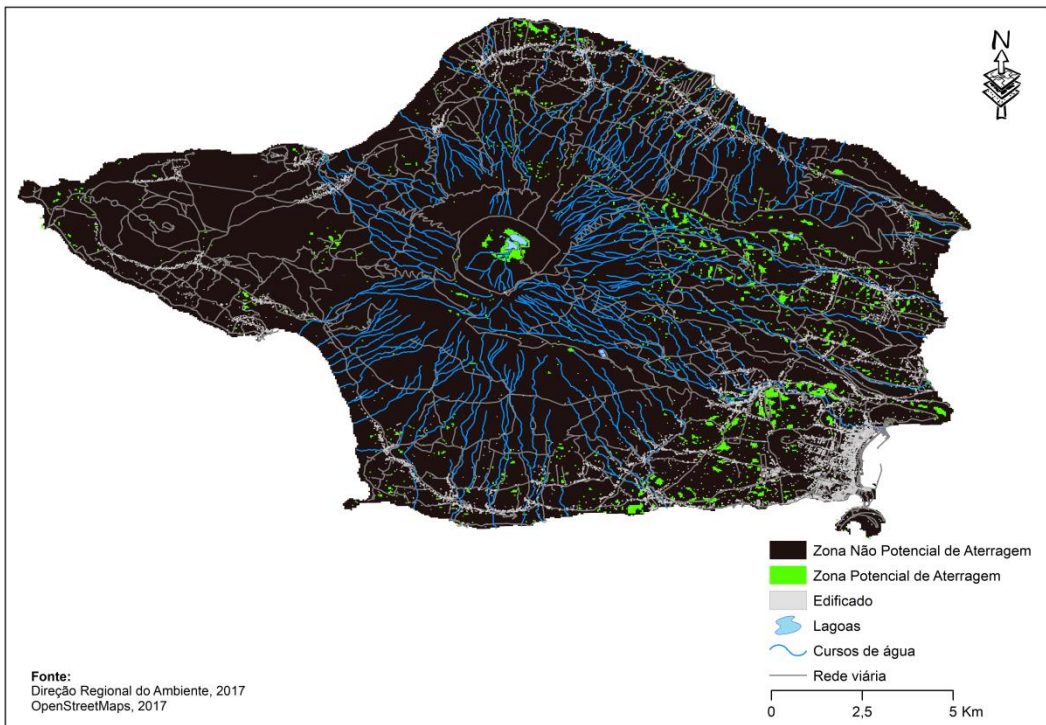 N
Zona Não Potencial de Aterragem
Zona Potencial de Aterragem
Edificado
Lagoas
Cursos de água
Rede viária
0 2,5 5 Km
Fonte:
Direção Regional do Ambiente, 2017
OpenStreetMaps, 2017